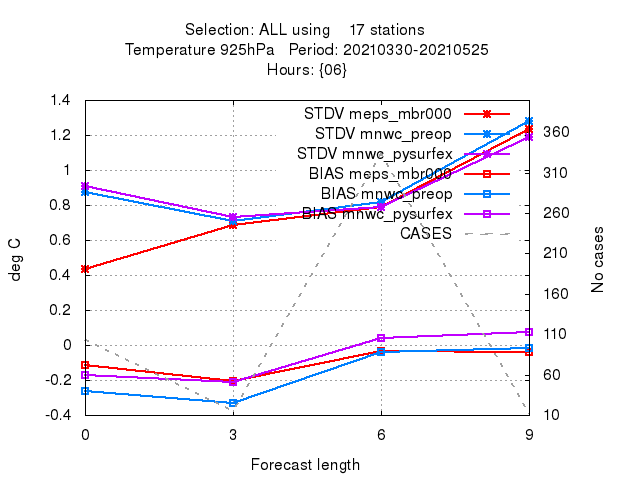 Selection: ALL using 17 stations
Temperature 925hPa Period: 20210330-20210525
Hours: {06}
STDV meps_mbr000
STDV mnwc_preop
STDV mnwc_pysurfex
BIAS meps_mbr000
BIAS mnwc_preop
BIAS mnwc_pysurfex
CASES
1.4
1.2
1
0.8
0.6
0.4
0.2
0
-0.2
-0.4
deg C
360
310
260
210
160
110
60
10
No cases
0 3 6 9
Forecast length